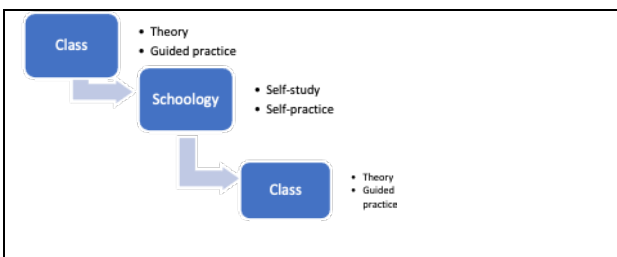 Class
• Theory
• Guided practice
Schoology
• Self-study
• Self-practice
Class
• Theory
• Guided
practice